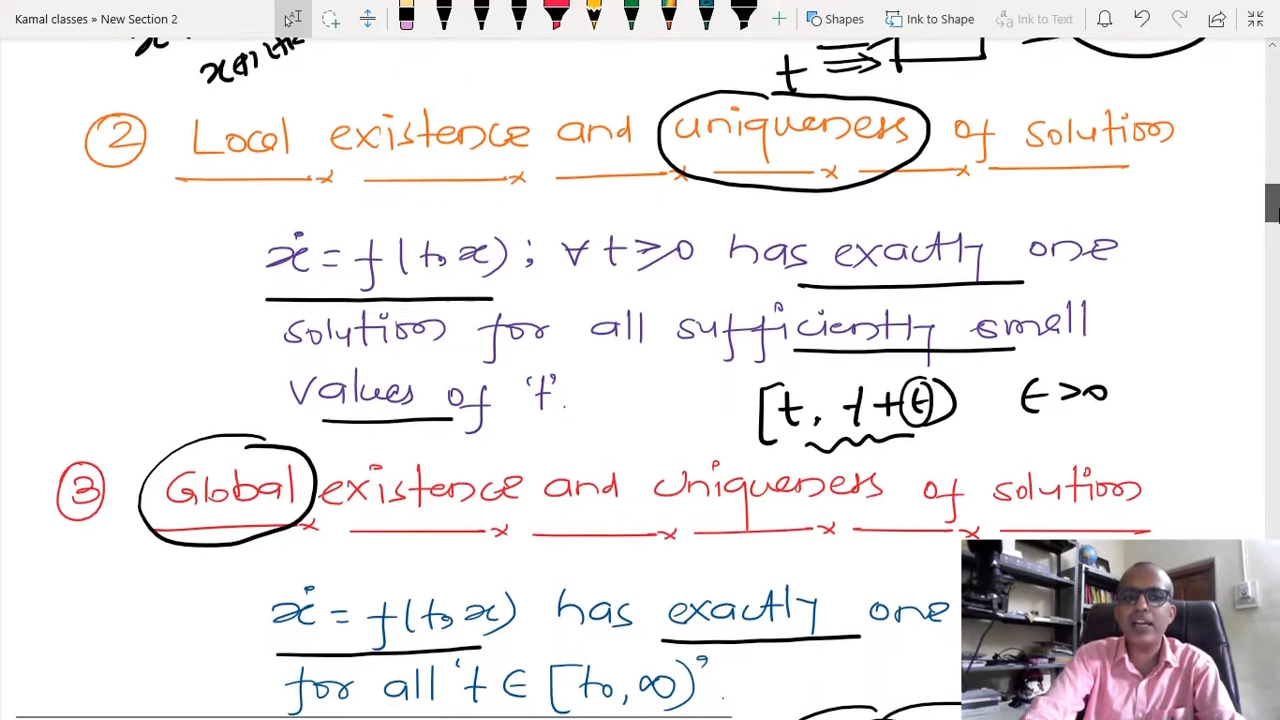 Kamal classes » New Section 2
Shapes
Ink to Shape
Ink to Text
t
② Local existence and uniqueness of solution
ẋ = f(t, x); ∀ t ≥ 0 has exactly one
solution for all sufficiently small
values of 't'.
[t, t+ϵ) ϵ > 0
③ Global existence and uniqueness of solution
ẋ = f(t, x) has exactly one
for all 't ∈ [t0, ∞)'.